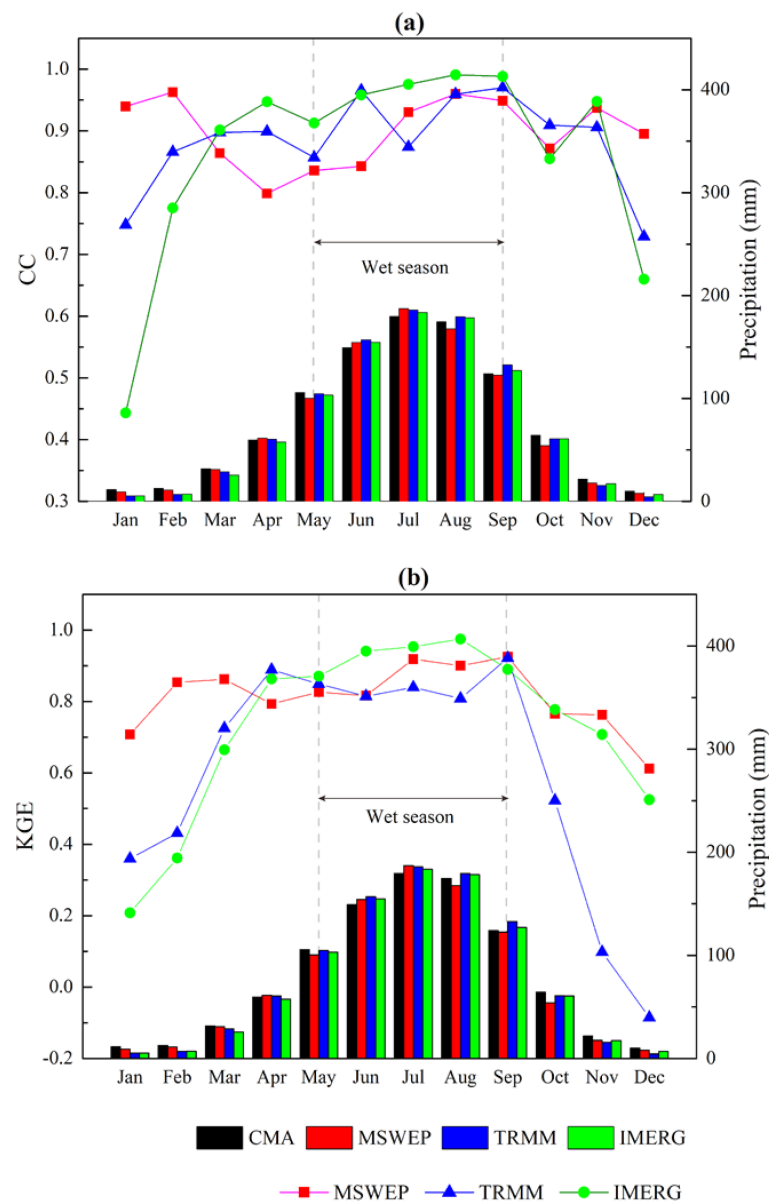 (a)
1.0
0.9
0.8
0.7
0.6
0.5
0.4
0.3
CC
400
300
200
100
0
Precipitation (mm)
Wet season
Jan Feb Mar Apr May Jun Jul Aug Sep Oct Nov Dec
(b)
1.0
0.8
0.6
0.4
0.2
0.0
-0.2
KGE
400
300
200
100
0
Precipitation (mm)
Wet season
Jan Feb Mar Apr May Jun Jul Aug Sep Oct Nov Dec
CMA MSWEP TRMM IMERG
MSWEP TRMM IMERG